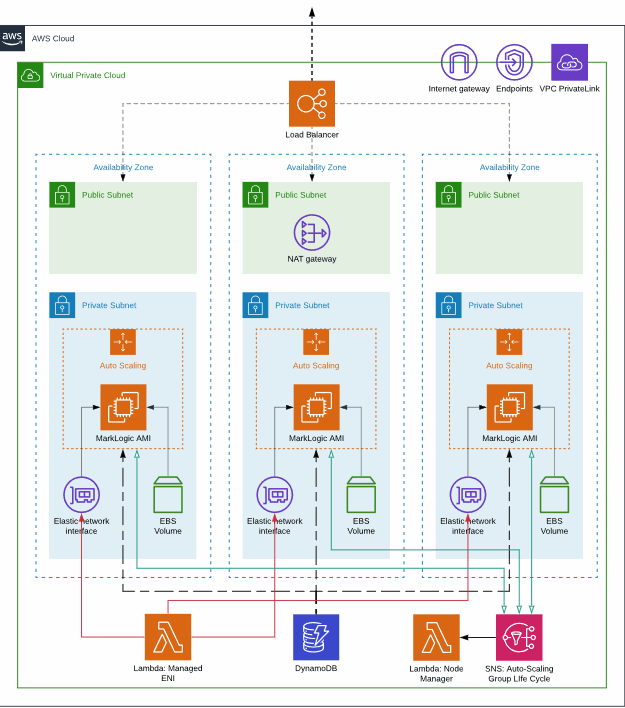 aws
AWS Cloud
Virtual Private Cloud
Internet gateway
Endpoints
VPC PrivateLink
Load Balancer
Availability Zone
Availability Zone
Availability Zone
Public Subnet
Public Subnet
Public Subnet
NAT gateway
Private Subnet
Private Subnet
Private Subnet
Auto Scaling
Auto Scaling
Auto Scaling
MarkLogic AMI
MarkLogic AMI
MarkLogic AMI
Elastic network
interface
EBS
Volume
Elastic network
interface
EBS
Volume
Elastic network
interface
EBS
Volume
Lambda: Managed
ENI
DynamoDB
Lambda: Node
Manager
SNS: Auto-Scaling
Group LIfe Cycle